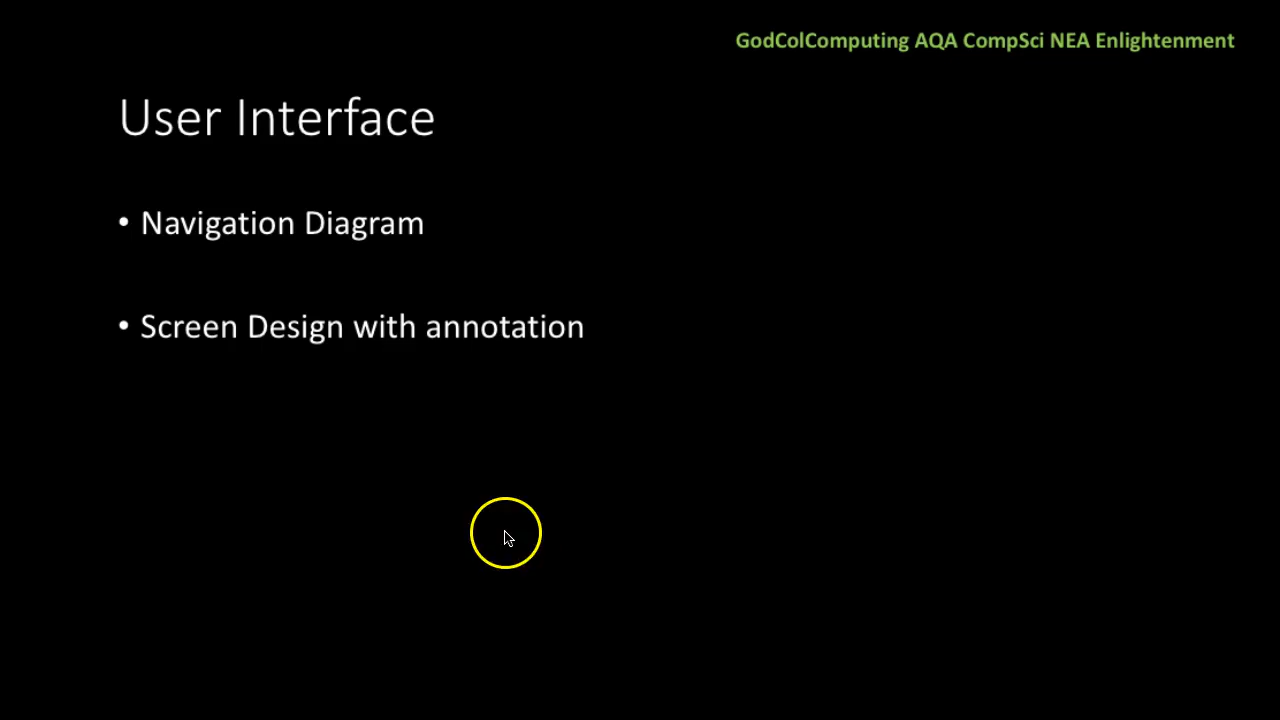 GodColComputing AQA CompSci NEA Enlightenment
User Interface
• Navigation Diagram
• Screen Design with annotation